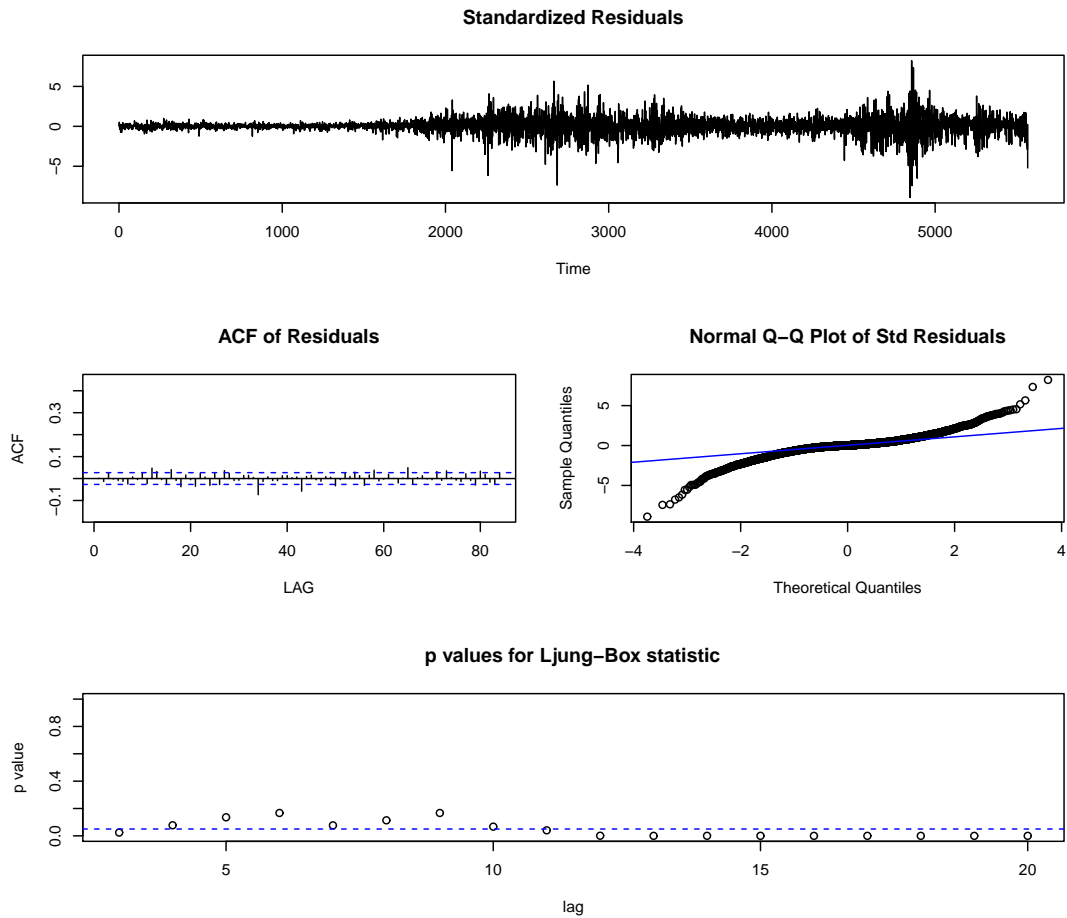 Standardized Residuals
5
0
−5
0 1000 2000 3000 4000 5000
Time
ACF of Residuals
ACF
0.3
0.1
−0.1
0 20 40 60 80
LAG
Normal Q−Q Plot of Std Residuals
Sample Quantiles
5
0
−5
−4 −2 0 2 4
Theoretical Quantiles
p values for Ljung−Box statistic
p value
0.8
0.4
0.0
5 10 15 20
lag